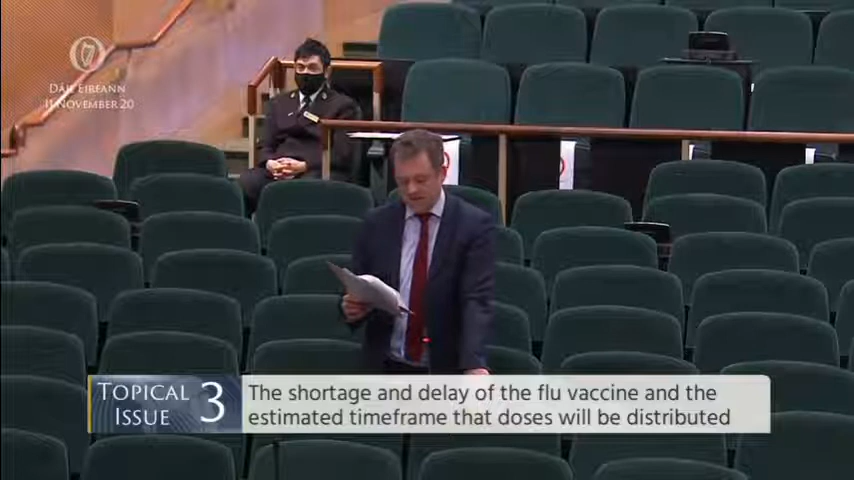 DÁIL ÉIREANN
11 NOVEMBER 20
TOPICAL ISSUE 3
The shortage and delay of the flu vaccine and the
estimated timeframe that doses will be distributed